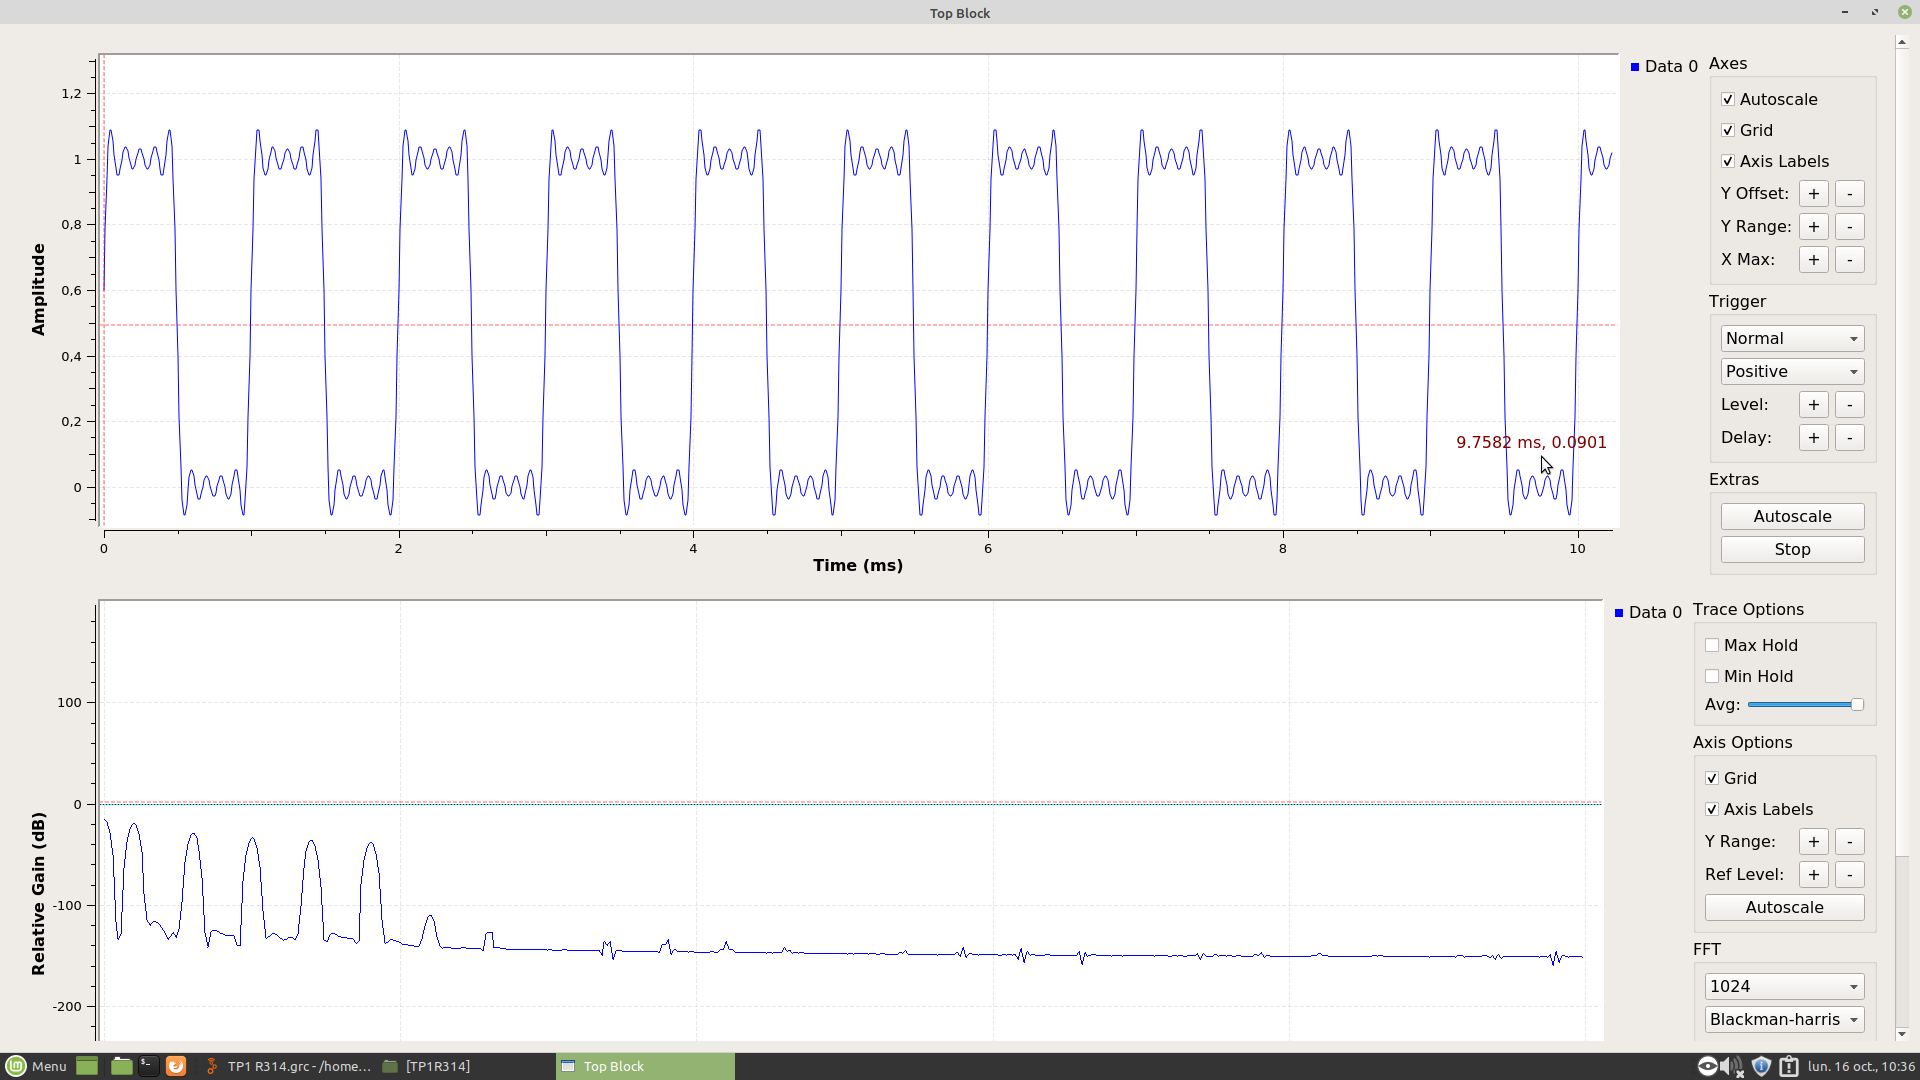 Top Block
Data 0
Axes
Autoscale
Grid
Axis Labels
Y Offset: + -
Y Range: + -
X Max: + -
Trigger
Normal
Positive
Level: + -
Delay: + -
Extras
Autoscale
Stop
Amplitude
1,2
1
0,8
0,6
0,4
0,2
0
9.7582 ms, 0.0901
0 2 4 6 8 10
Time (ms)
Data 0
Trace Options
Max Hold
Min Hold
Avg:
Axis Options
Grid
Axis Labels
Y Range: + -
Ref Level: + -
Autoscale
FFT
1024
Blackman-harris
Relative Gain (dB)
100
0
-100
-200
Menu
TP1 R314.grc - /home...
[TP1R314]
Top Block
lun. 16 oct., 10:36